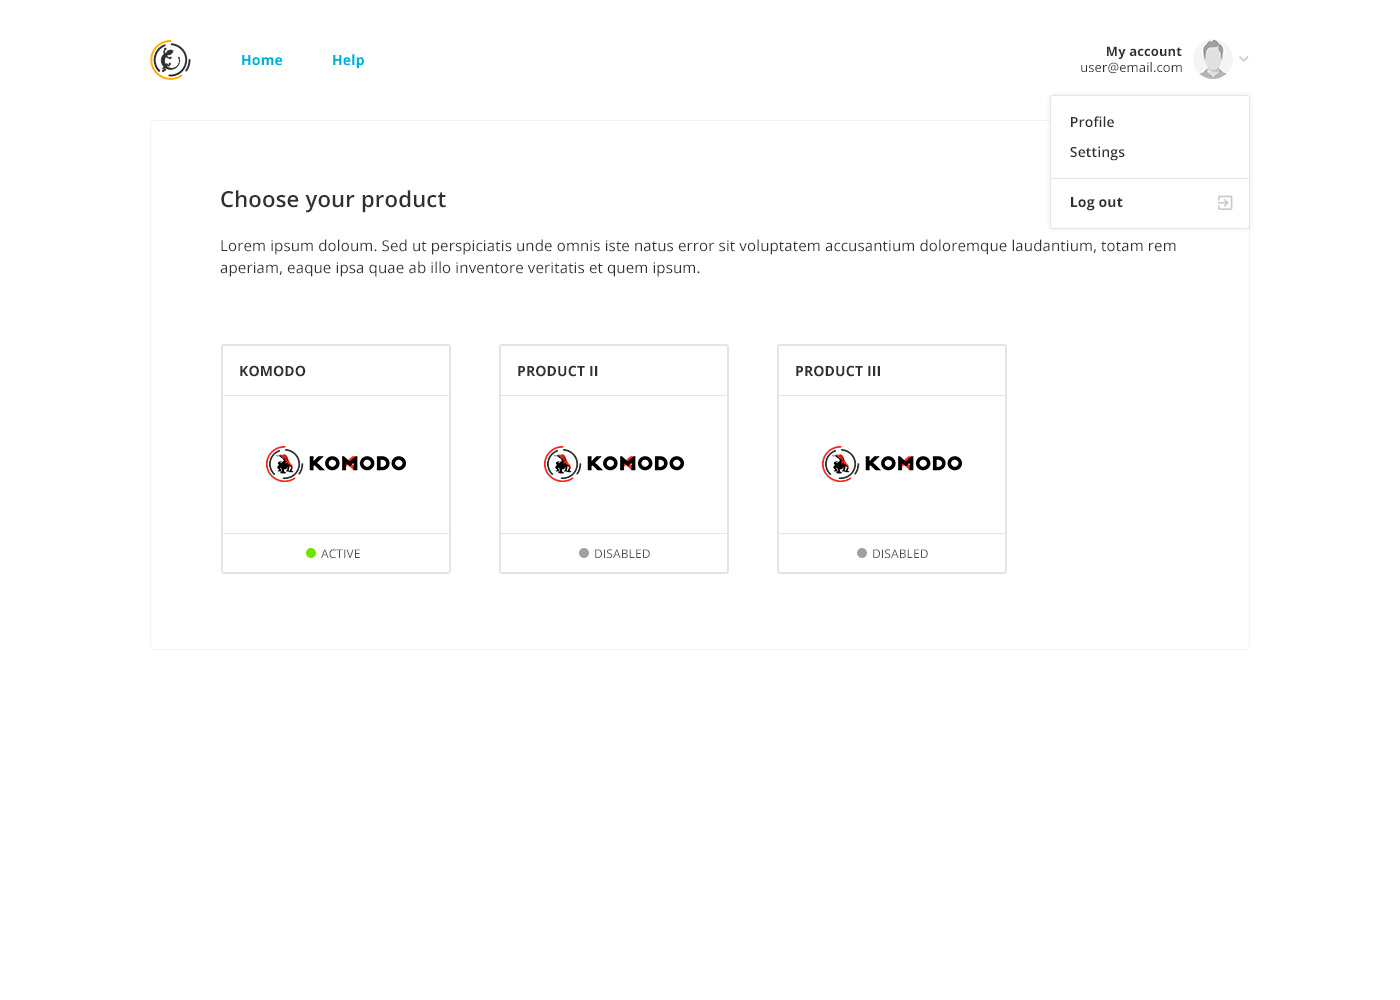 Home
Help
My account
user@email.com
Profile
Settings
Log out
Choose your product
Lorem ipsum doloum. Sed ut perspiciatis unde omnis iste natus error sit voluptatem accusantium doloremque laudantium, totam rem
aperiam, eaque ipsa quae ab illo inventore veritatis et quem ipsum.
KOMODO
KOMODO
ACTIVE
PRODUCT II
KOMODO
DISABLED
PRODUCT III
KOMODO
DISABLED